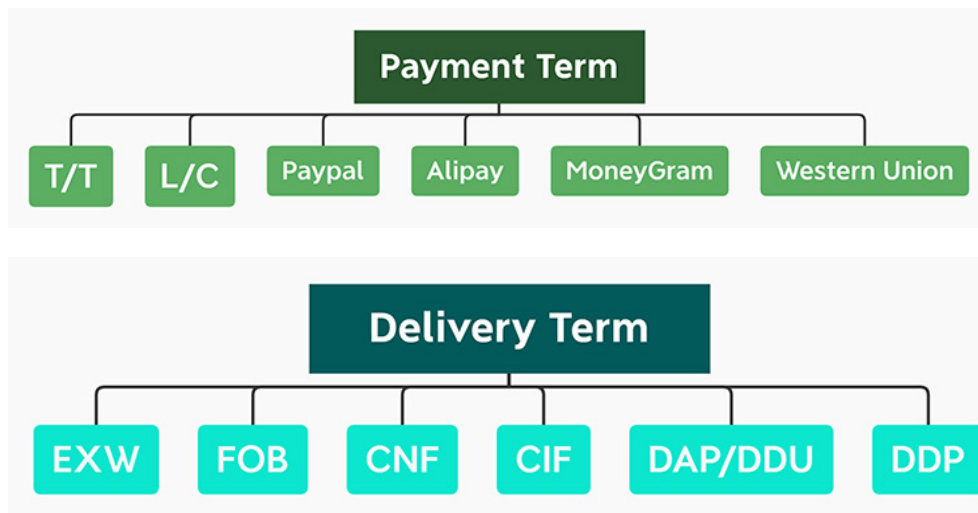 Payment Term
T/T L/C Paypal Alipay MoneyGram Western Union
Delivery Term
EXW FOB CNF CIF DAP/DDU DDP